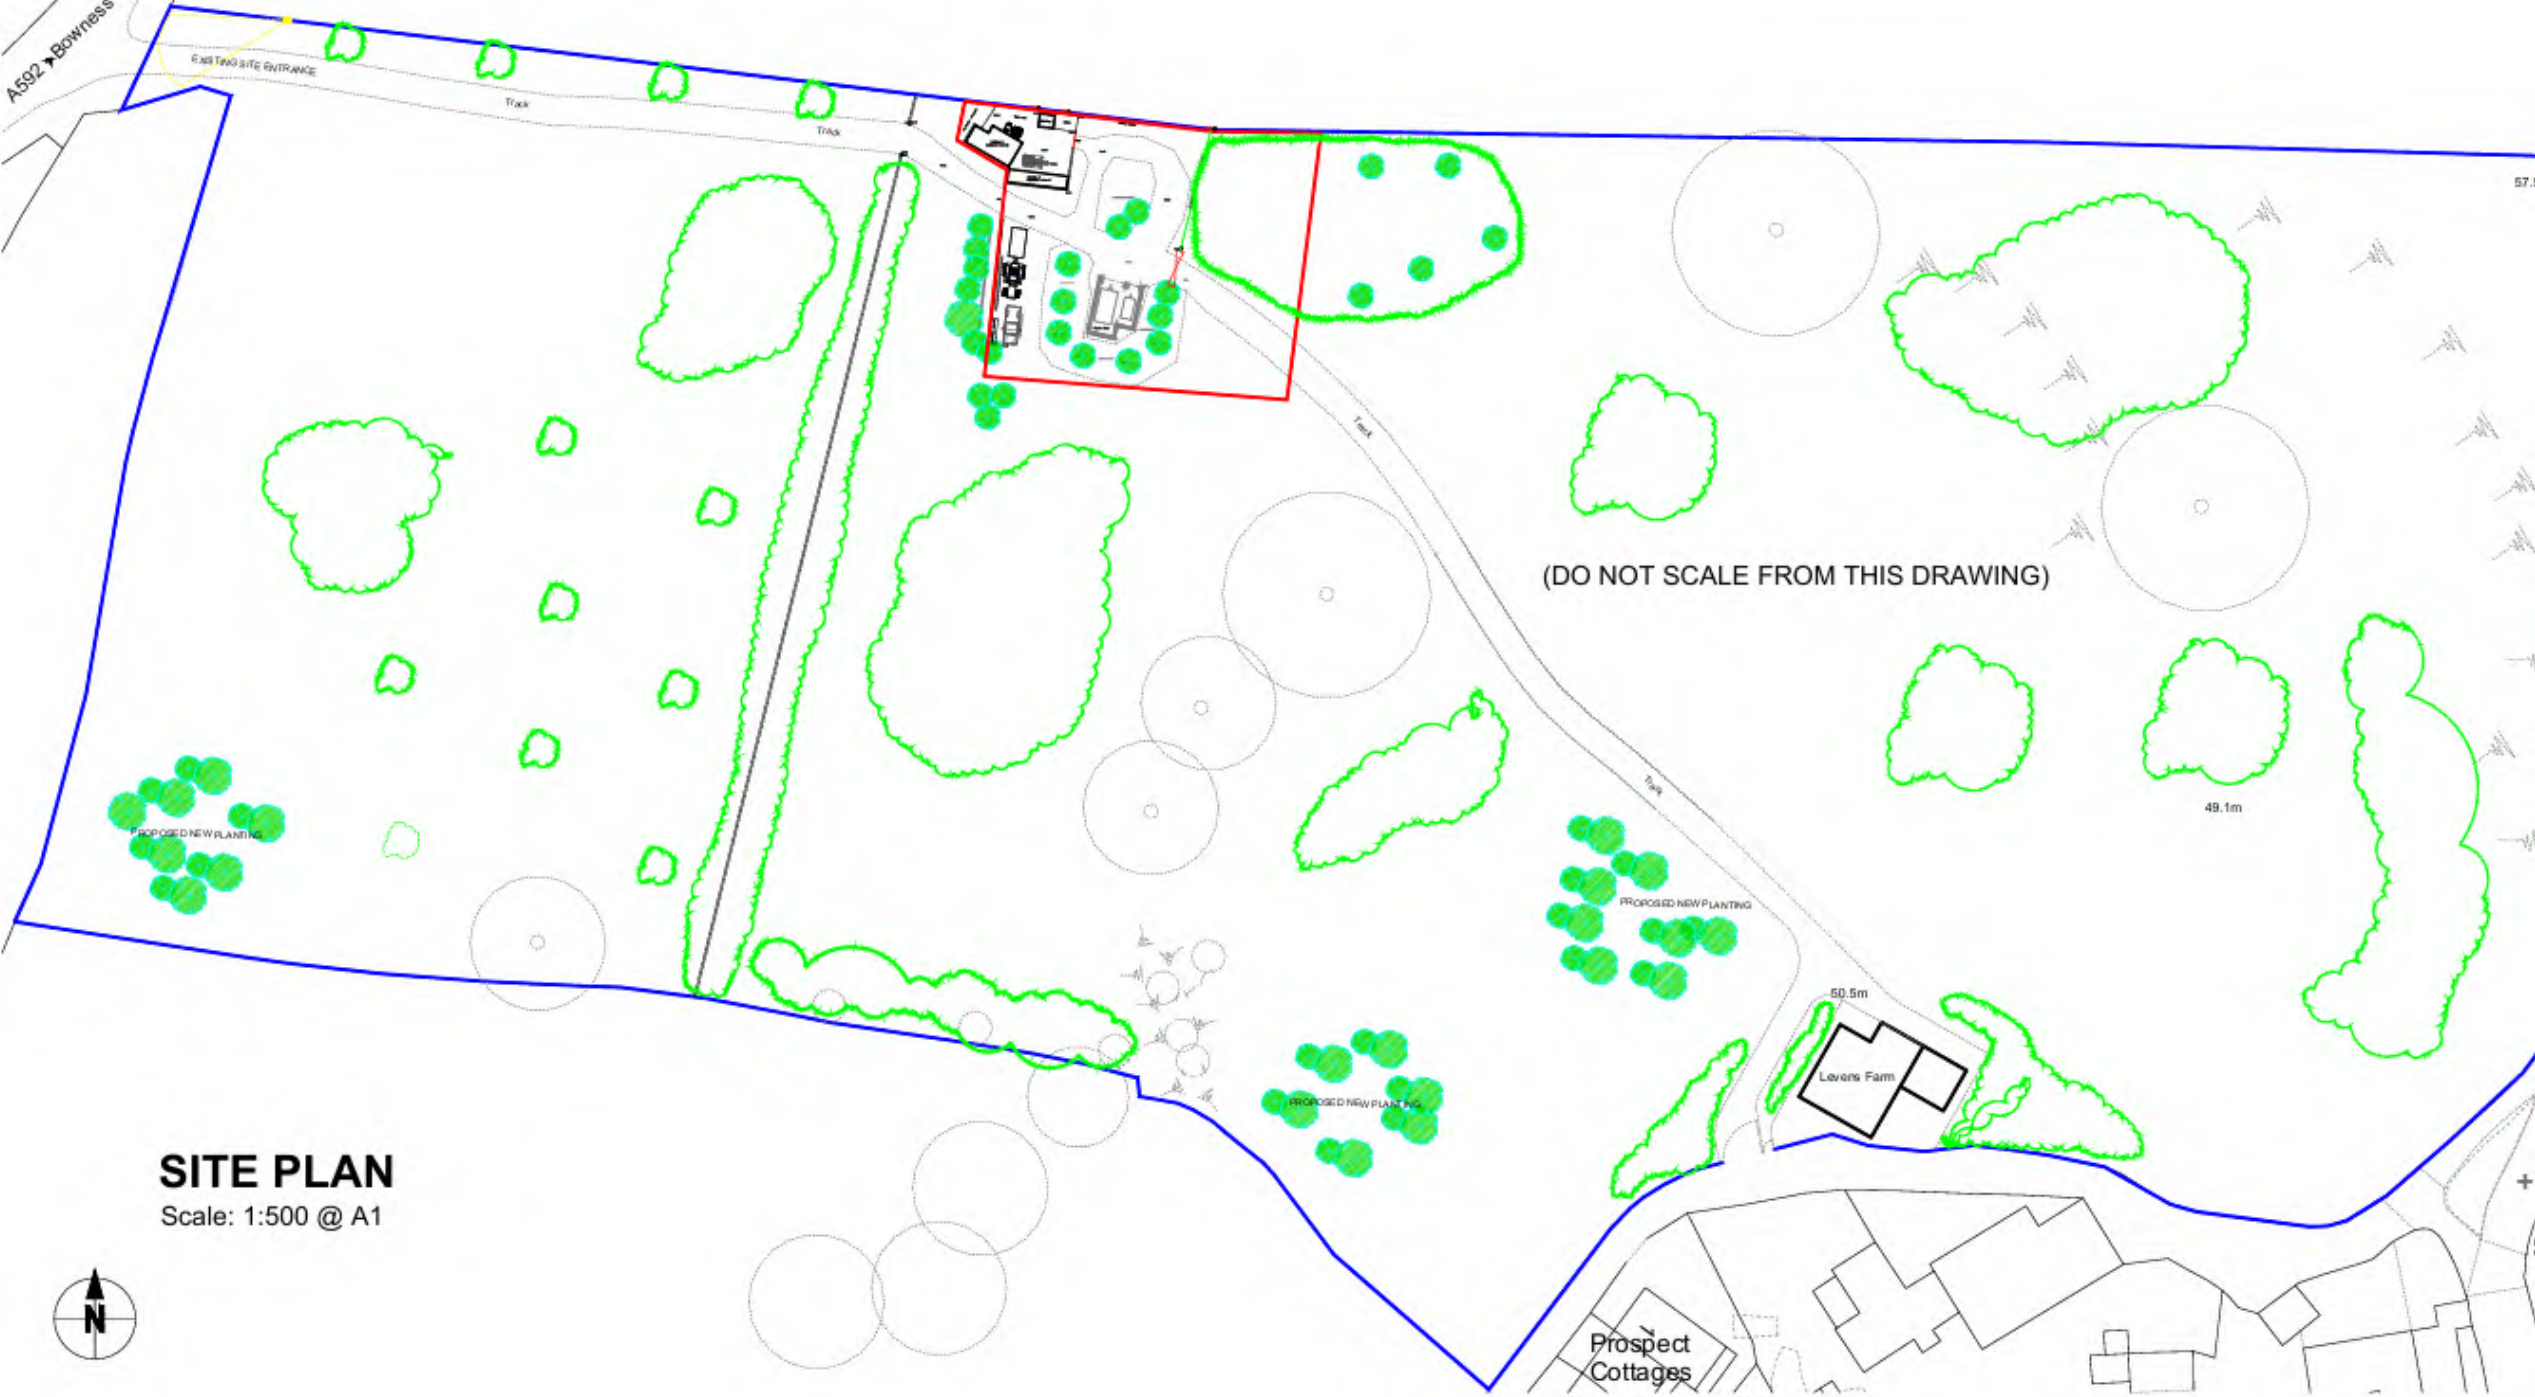 A592 ➤Bowness
EXISTING SITE ENTRANCE
Track
Track
57.
Track
(DO NOT SCALE FROM THIS DRAWING)
Track
49.1m
PROPOSED NEW PLANTING
PROPOSED NEW PLANTING
50.5m
Levens Farm
PROPOSED NEW PLANTING
SITE PLAN
Scale: 1:500 @ A1
N
1
Prospect
Cottages